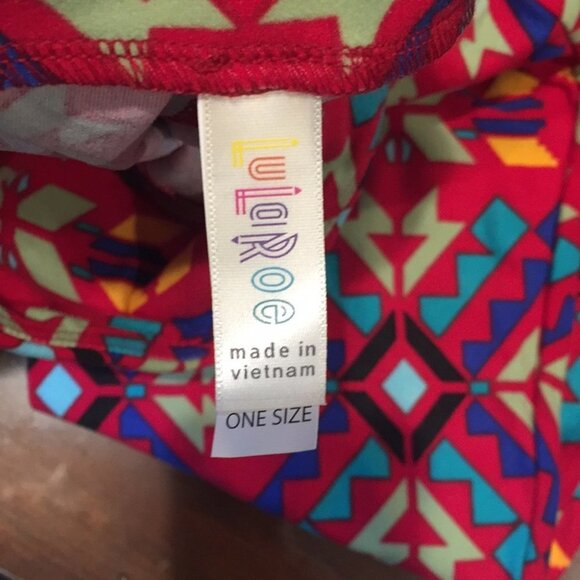 LuLaRoe
made in
vietnam
ONE SIZE